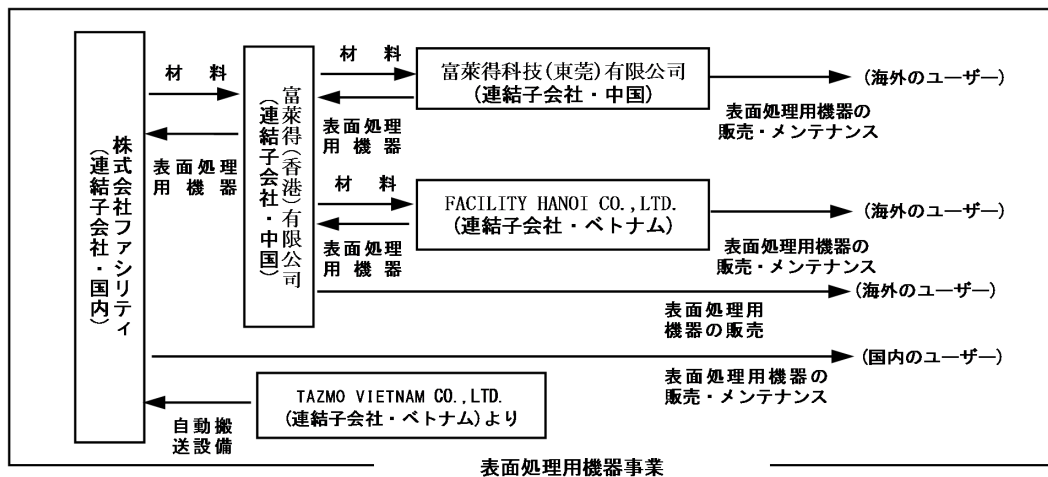 株式会社ファシリティ
(連結子会社・国内)
材　料
表面処理
用機器
富萊得(香港)有限公司
(連結子会社・中国)
材　料
表面処理
用機器
富萊得科技(東莞)有限公司
(連結子会社・中国)
(海外のユーザー)
表面処理用機器の
販売・メンテナンス
材　料
表面処理
用機器
FACILITY HANOI CO.,LTD.
(連結子会社・ベトナム)
(海外のユーザー)
表面処理用機器の
販売・メンテナンス
(海外のユーザー)
表面処理用
機器の販売
(国内のユーザー)
表面処理用機器の
販売・メンテナンス
TAZMO VIETNAM CO.,LTD.
(連結子会社・ベトナム)より
自動搬
送設備
表面処理用機器事業